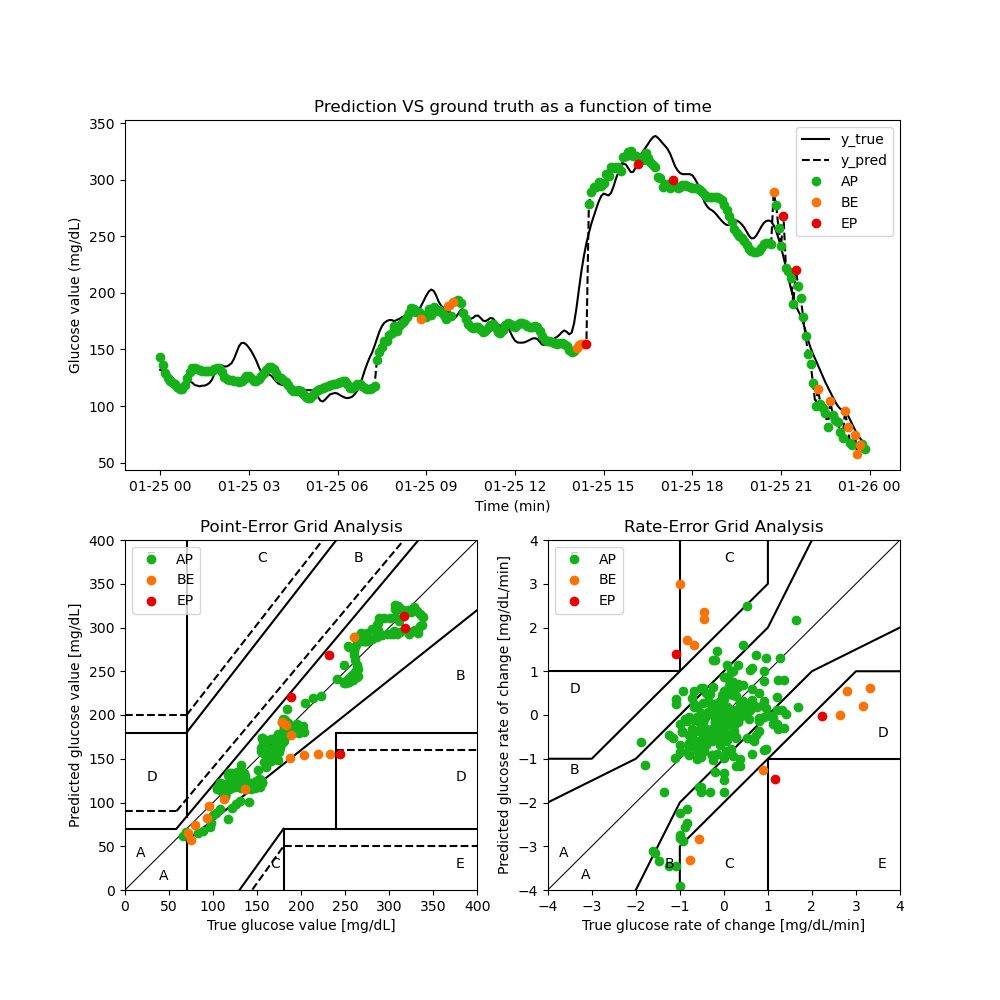 Prediction VS ground truth as a function of time
Glucose value (mg/dL)
350
300
250
200
150
100
50
y_true
y_pred
AP
BE
EP
01-25 00 01-25 03 01-25 06 01-25 09 01-25 12 01-25 15 01-25 18 01-25 21 01-26 00
Time (min)
Point-Error Grid Analysis
Predicted glucose value [mg/dL]
400
350
300
250
200
150
100
50
0
AP
BE
EP
C
B
B
D
D
A
A
C
E
0 50 100 150 200 250 300 350 400
True glucose value [mg/dL]
Rate-Error Grid Analysis
Predicted glucose rate of change [mg/dL/min]
4
3
2
1
0
−1
−2
−3
−4
AP
BE
EP
C
D
D
B
A
A
B
C
E
−4 −3 −2 −1 0 1 2 3 4
True glucose rate of change [mg/dL/min]